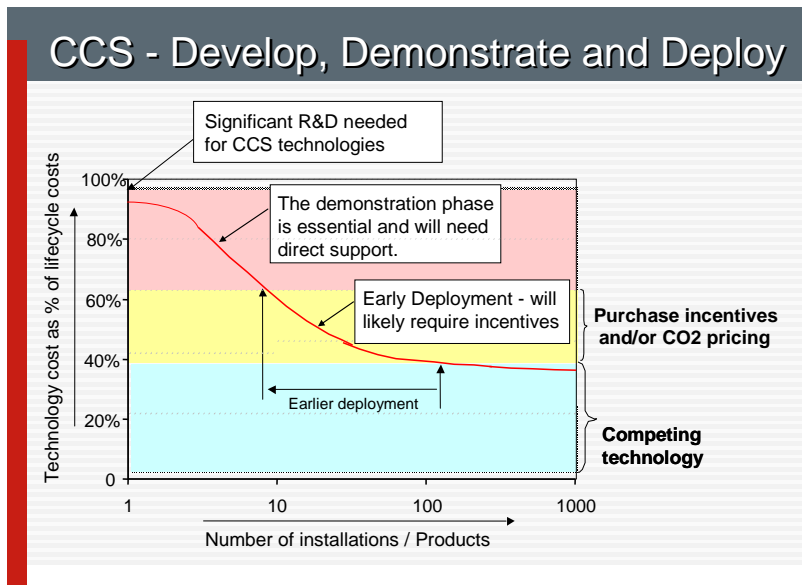 CCS - Develop, Demonstrate and Deploy
Significant R&D needed
for CCS technologies
Technology cost as % of lifecycle costs
100%
80%
60%
40%
20%
0
The demonstration phase
is essential and will need
direct support.
Early Deployment - will
likely require incentives
Purchase incentives
and/or CO2 pricing
Earlier deployment
Competing
technology
1
10
100
1000
Number of installations / Products